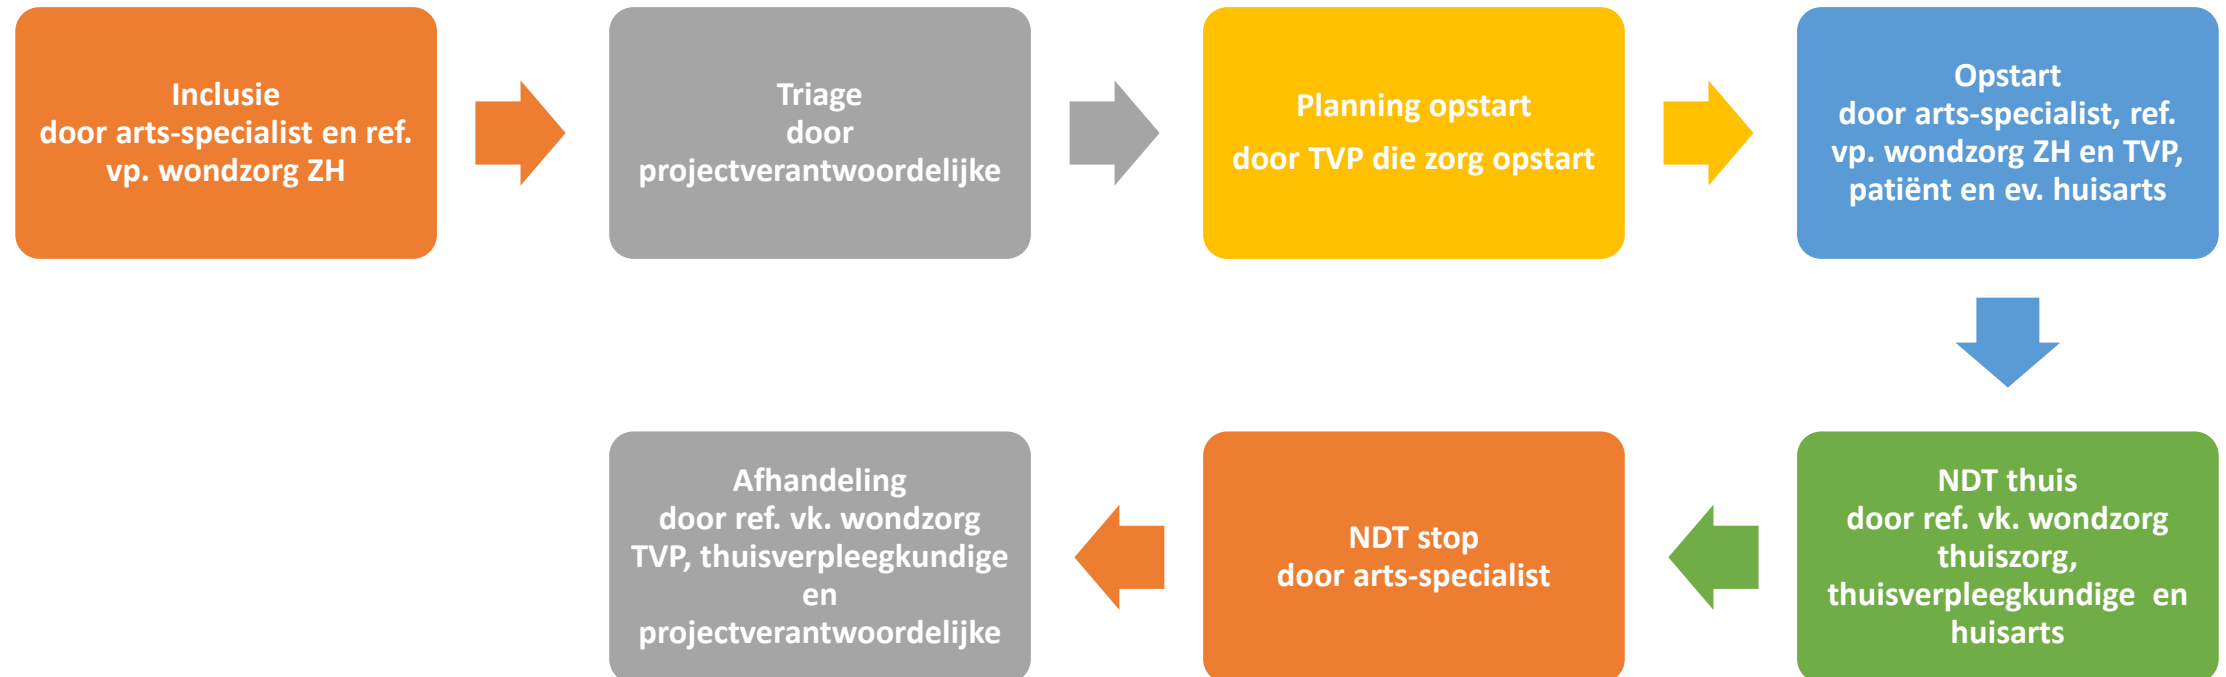 Inclusie
door arts-specialist en ref.
vp. wondzorg ZH
Triage
door
projectverantwoordelijke
Planning opstart
door TVP die zorg opstart
Opstart
door arts-specialist, ref.
vp. wondzorg ZH en TVP,
patiënt en ev. huisarts
NDT thuis
door ref. vk. wondzorg
thuiszorg,
thuisverpleegkundige  en
huisarts
NDT stop
door arts-specialist
Afhandeling
door ref. vk. wondzorg
TVP, thuisverpleegkundige
en
projectverantwoordelijke